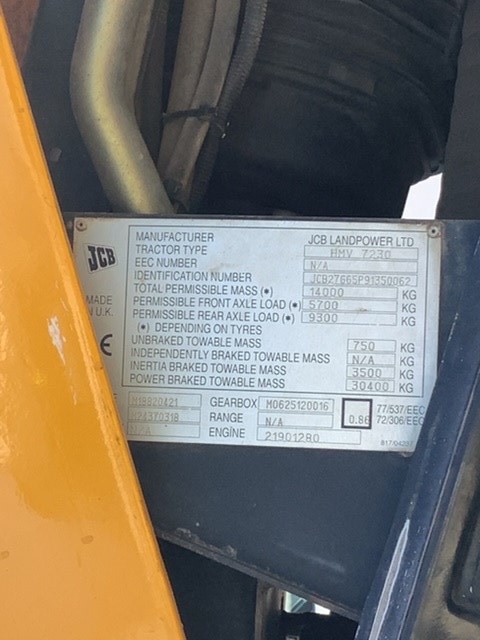 JCB
MADE
U.K.
MANUFACTURER JCB LANDPOWER LTD
TRACTOR TYPE HMV 7230
EEC NUMBER N/A
IDENTIFICATION NUMBER JCB27665P91350062
TOTAL PERMISSIBLE MASS (•) 14000 KG
PERMISSIBLE FRONT AXLE LOAD (•) 5700 KG
PERMISSIBLE REAR AXLE LOAD (•) 9300 KG
(•) DEPENDING ON TYRES
UNBRAKED TOWABLE MASS 750 KG
INDEPENDENTLY BRAKED TOWABLE MASS N/A KG
INERTIA BRAKED TOWABLE MASS 3500 KG
POWER BRAKED TOWABLE MASS 30400 KG
CE
GEARBOX M0625120016 0.86 77/537/EEC
RANGE N/A 72/306/EEC
N/A ENGINE 219012R0